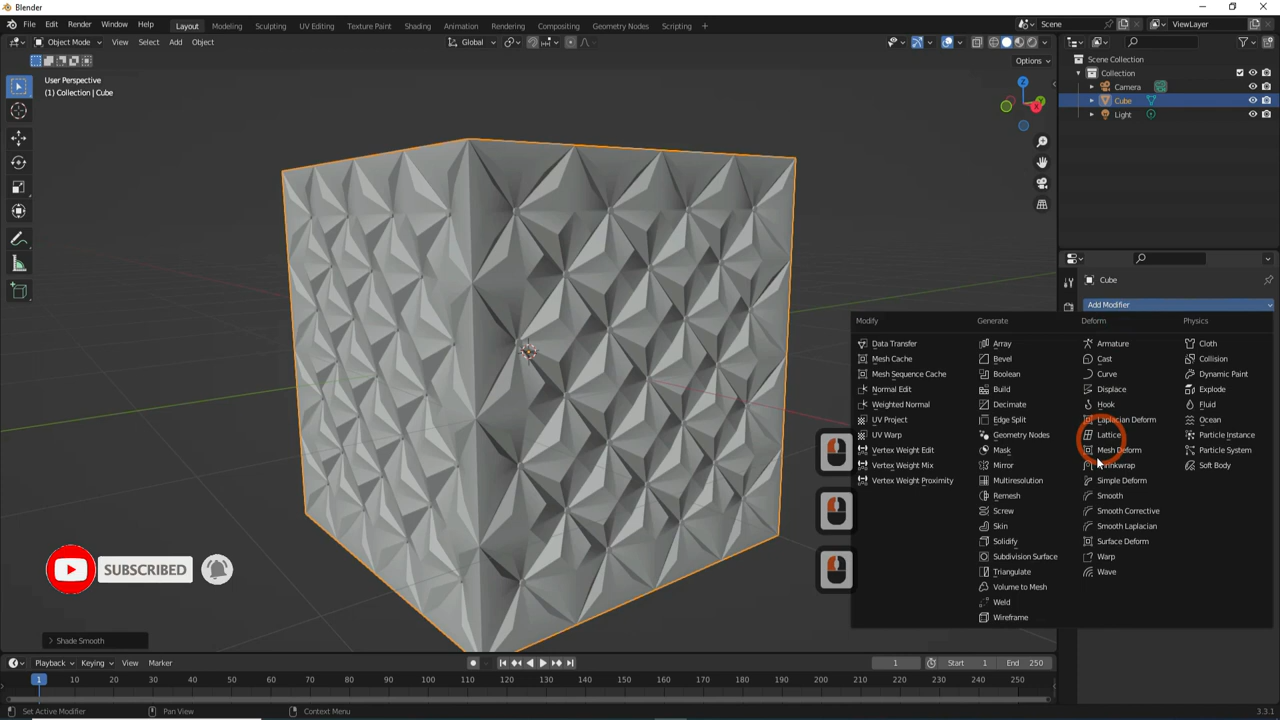 Blender
File Edit Render Window Help Layout Modeling Sculpting UV Editing Texture Paint Shading Animation Rendering Compositing Geometry Nodes Scripting + Scene ViewLayer
Object Mode View Select Add Object Global
Options
User Perspective
(1) Collection | Cube
Z
Y
X
Scene Collection
Collection
Camera
Cube
Light
Cube
Add Modifier
Modify
Data Transfer
Mesh Cache
Mesh Sequence Cache
Normal Edit
Weighted Normal
UV Project
UV Warp
Vertex Weight Edit
Vertex Weight Mix
Vertex Weight Proximity
Generate
Array
Bevel
Boolean
Build
Decimate
Edge Split
Geometry Nodes
Mask
Mirror
Multiresolution
Remesh
Screw
Skin
Solidify
Subdivision Surface
Triangulate
Volume to Mesh
Weld
Wireframe
Deform
Armature
Cast
Curve
Displace
Hook
Laplacian Deform
Lattice
Mesh Deform
Shrinkwrap
Simple Deform
Smooth
Smooth Corrective
Smooth Laplacian
Surface Deform
Warp
Wave
Physics
Cloth
Collision
Dynamic Paint
Explode
Fluid
Ocean
Particle Instance
Particle System
Soft Body
SUBSCRIBED
Shade Smooth
Playback Keying View Marker 1 Start 1 End 250
1 10 20 30 40 50 60 70 80 90 100 110 120 130 140 150 160 170 180 190 200 210 220 230 240 250
Set Active Modifier Pan View Context Menu 3.3.1